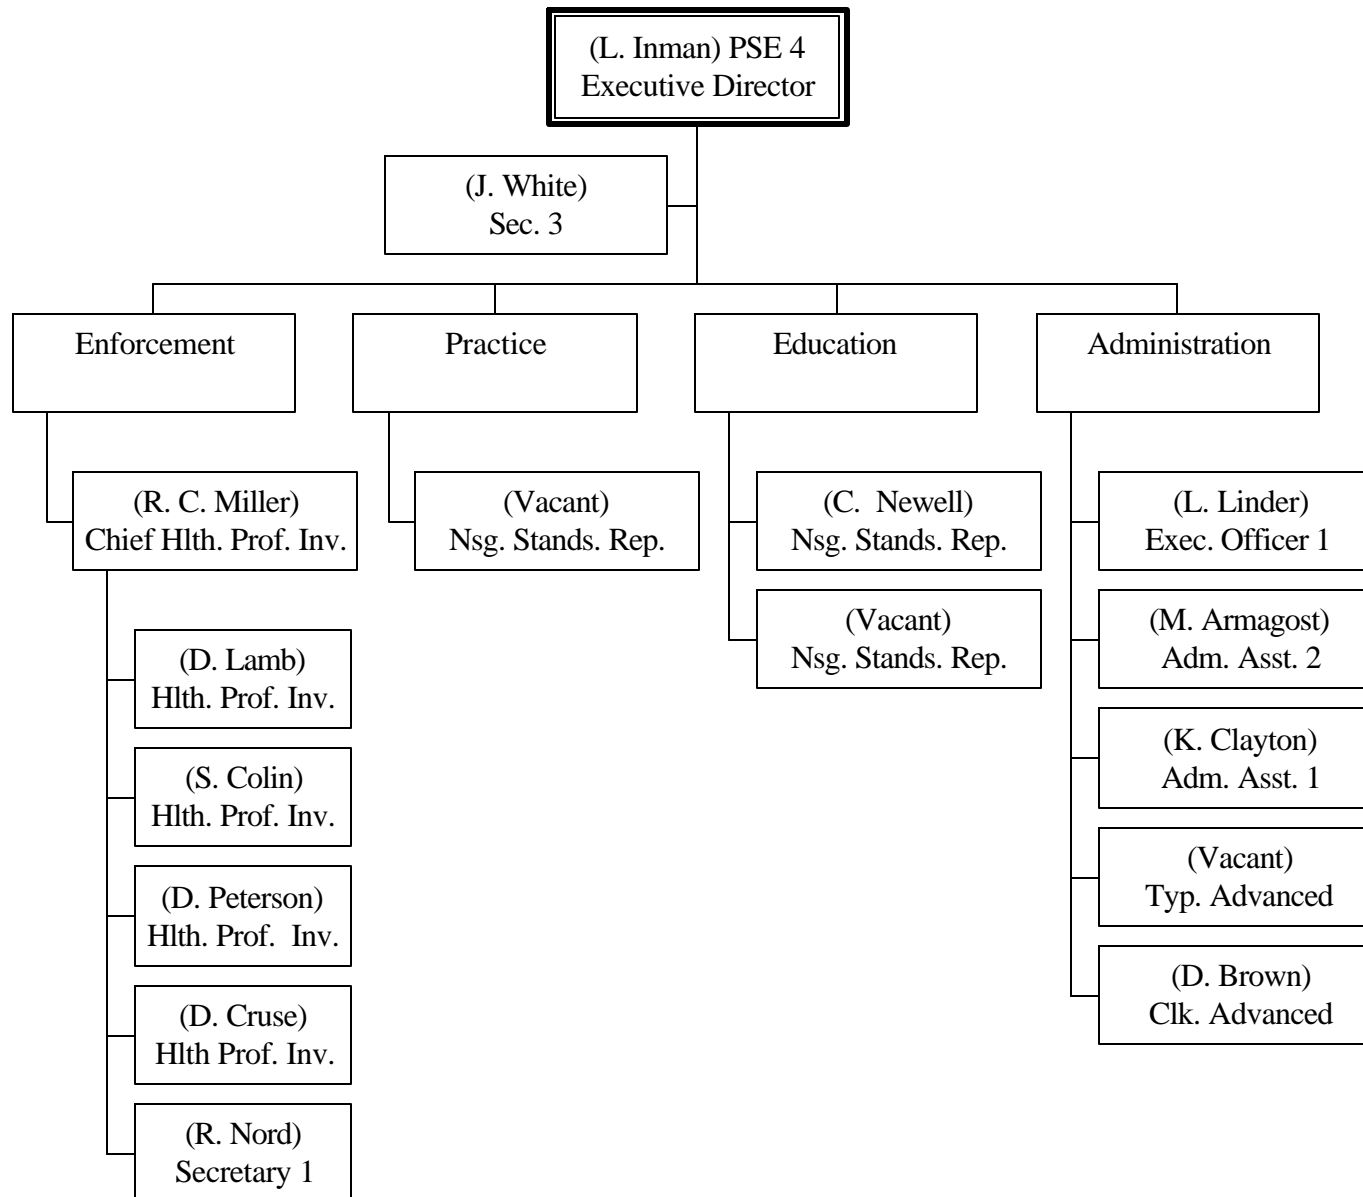 (L. Inman) PSE 4
Executive Director
(J. White)
Sec. 3
Enforcement
Practice
Education
Administration
(R. C. Miller)
Chief Hlth. Prof. Inv.
(Vacant)
Nsg. Stands. Rep.
(C.  Newell)
Nsg. Stands. Rep.
(L. Linder)
Exec. Officer 1
(Vacant)
Nsg. Stands. Rep.
(M. Armagost)
Adm. Asst. 2
(D. Lamb)
Hlth. Prof. Inv.
(K. Clayton)
Adm. Asst. 1
(S. Colin)
Hlth. Prof. Inv.
(Vacant)
Typ. Advanced
(D. Peterson)
Hlth. Prof.  Inv.
(D. Brown)
Clk. Advanced
(D. Cruse)
Hlth Prof. Inv.
(R. Nord)
Secretary 1